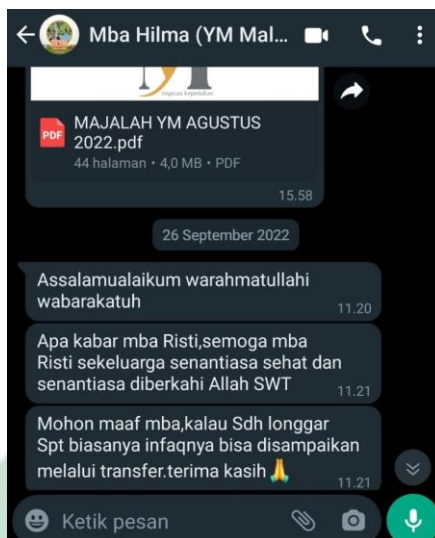 Mba Hilma (YM Mal...
PDF
MAJALAH YM AGUSTUS
2022.pdf
44 halaman • 4,0 MB • PDF
15.58
26 September 2022
Assalamualaikum warahmatullahi
wabarakatuh
11.20
Apa kabar mba Risti,semoga mba
Risti sekeluarga senantiasa sehat dan
senantiasa diberkahi Allah SWT
11.21
Mohon maaf mba,kalau Sdh longgar
Spt biasanya infaqnya bisa disampaikan
melalui transfer.terima kasih 🙏
11.21
Ketik pesan